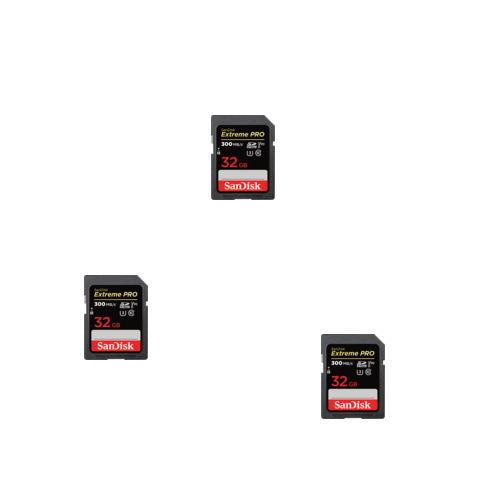 SanDisk
Extreme PRO
300 MB/s
32 GB
SanDisk
SanDisk
Extreme PRO
300 MB/s
32 GB
SanDisk
SanDisk
Extreme PRO
300 MB/s
32 GB
SanDisk